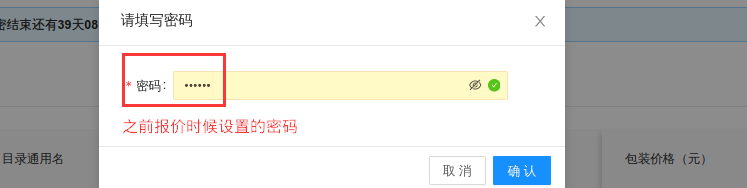 请填写密码
密结束还有39天08
* 密码：••••••
之前报价时候设置的密码
取 消
确 认
目录通用名
包装价格（元）